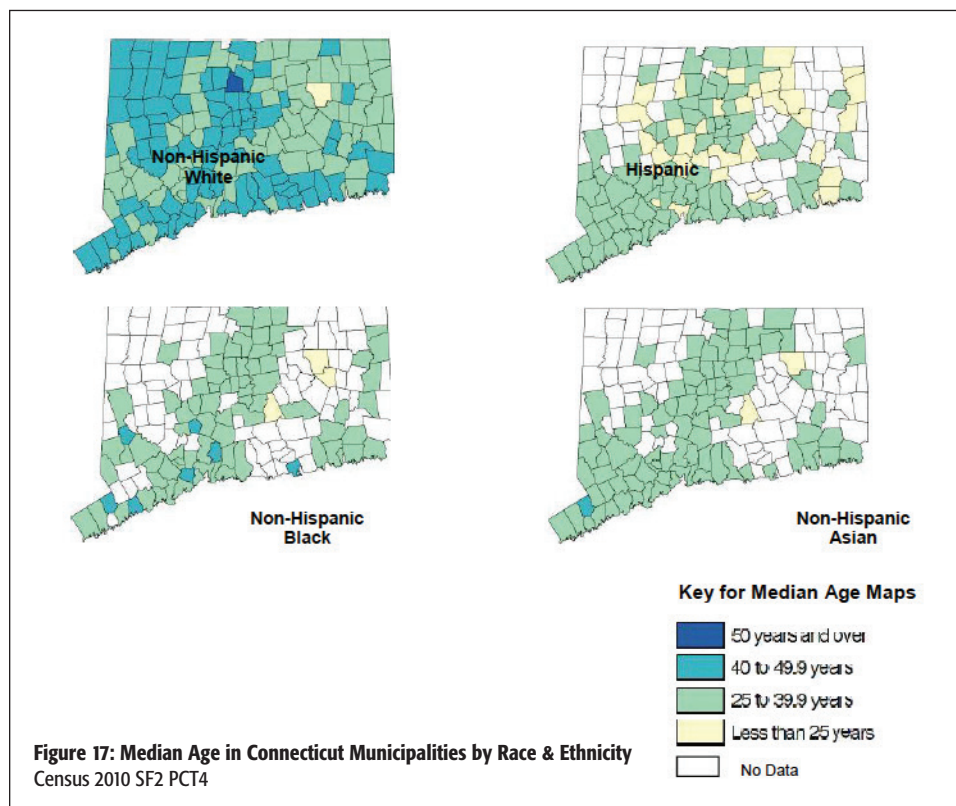 Non-Hispanic
White
Hispanic
Non-Hispanic
Black
Non-Hispanic
Asian
Key for Median Age Maps
50 years and over
40 to 49.9 years
25 to 39.9 years
Less than 25 years
No Data
Figure 17: Median Age in Connecticut Municipalities by Race & Ethnicity
Census 2010 SF2 PCT4